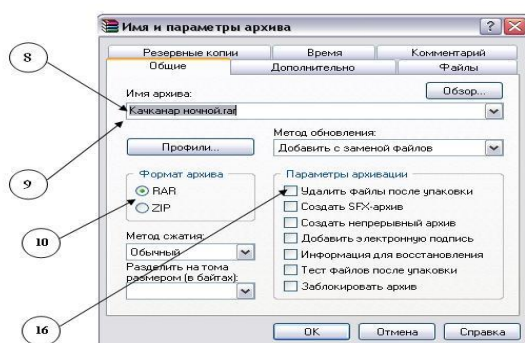 Имя и параметры архива
Резервные копии Время Комментарий
Общие Дополнительно Файлы
8
Имя архива:
Обзор...
Качканар ночной.rar
Метод обновления:
Профили...
Добавить с заменой файлов
9
Формат архива
Параметры архивации
RAR
Удалить файлы после упаковки
ZIP
Создать SFX-архив
10
Создать непрерывный архив
Метод сжатия:
Добавить электронную подпись
Обычный
Информация для восстановления
Разделить на тома
размером (в байтах):
Тест файлов после упаковки
Заблокировать архив
16
OK Отмена Справка